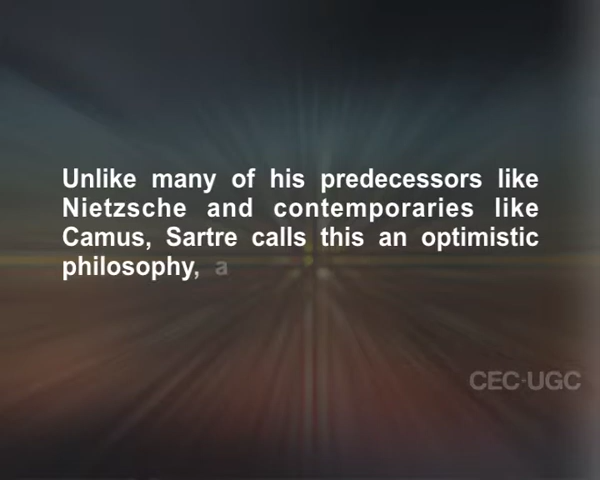 Unlike many of his predecessors like
Nietzsche and contemporaries like
Camus, Sartre calls this an optimistic
philosophy, a
CEC-UGC